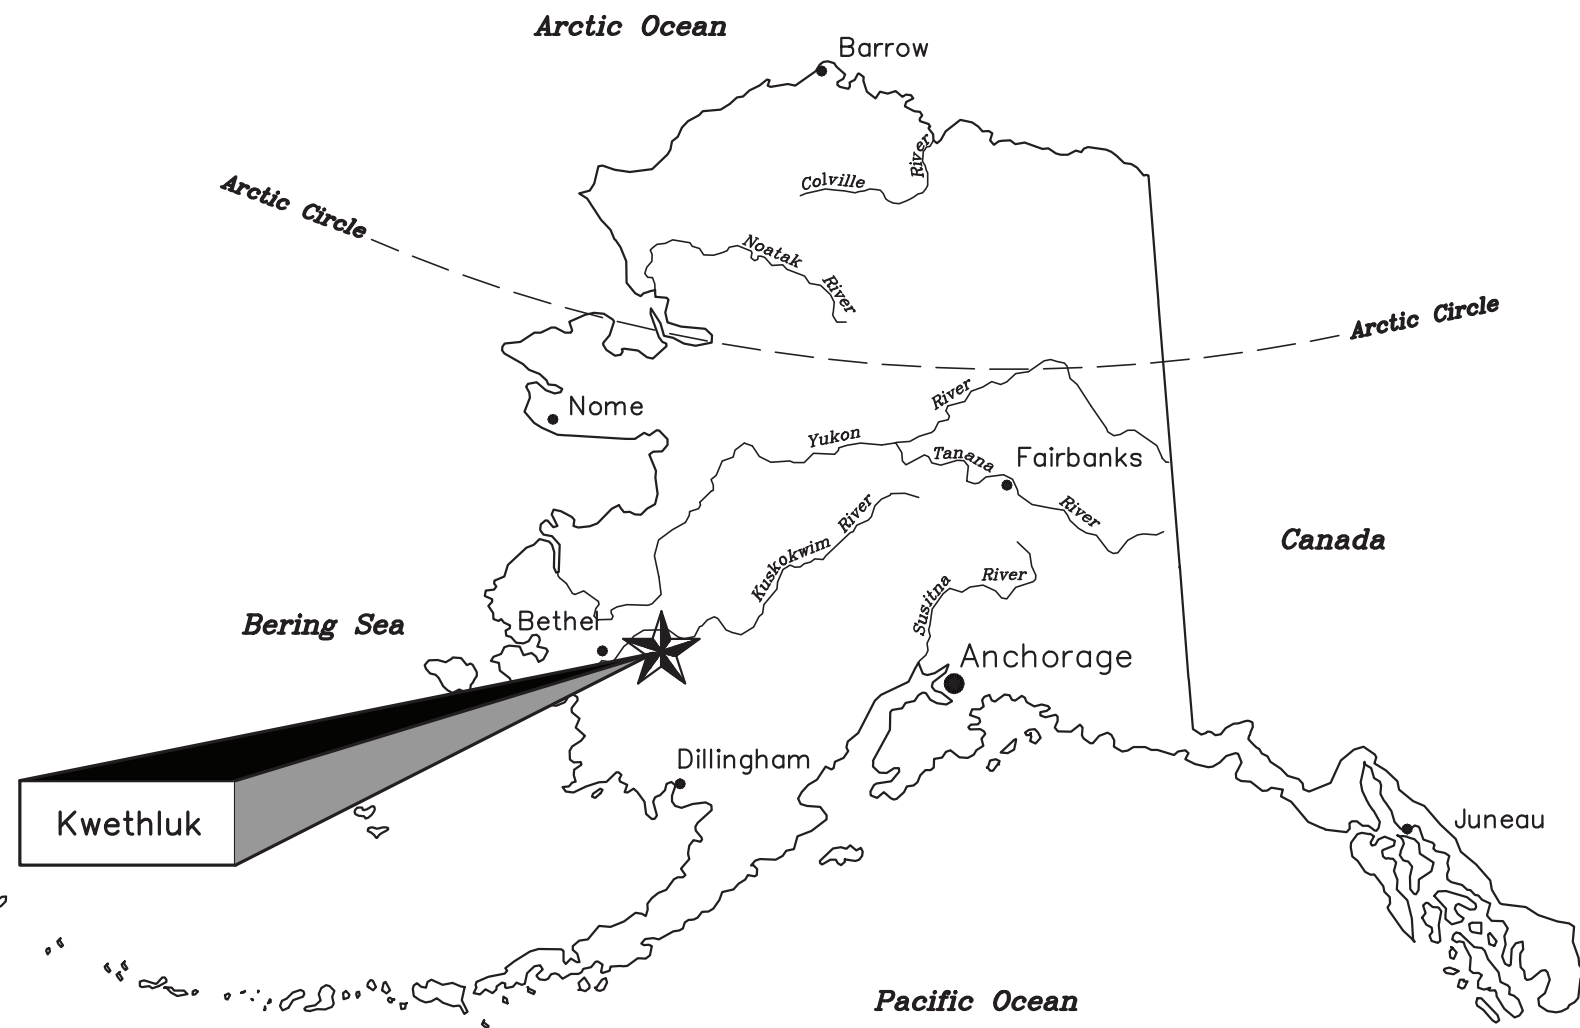 Arctic Ocean
Barrow
River
Colville
Arctic Circle
Noatak
River
Arctic Circle
River
Nome
Yukon
Tanana
Fairbanks
River
River
Kuskokwim
Canada
River
Susitna
Bethel
Bering Sea
Anchorage
Dillingham
Kwethluk
Juneau
Pacific Ocean